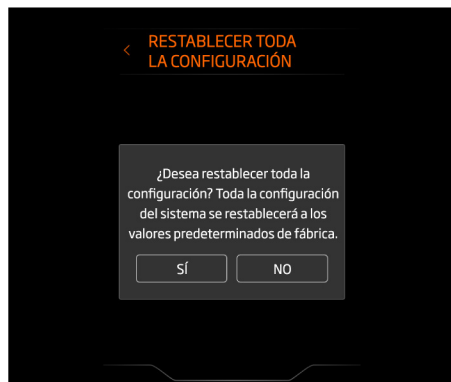 RESTABLECER TODA
LA CONFIGURACIÓN
¿Desea restablecer toda la
configuración? Toda la configuración
del sistema se restablecerá a los
valores predeterminados de fábrica.
SÍ
NO